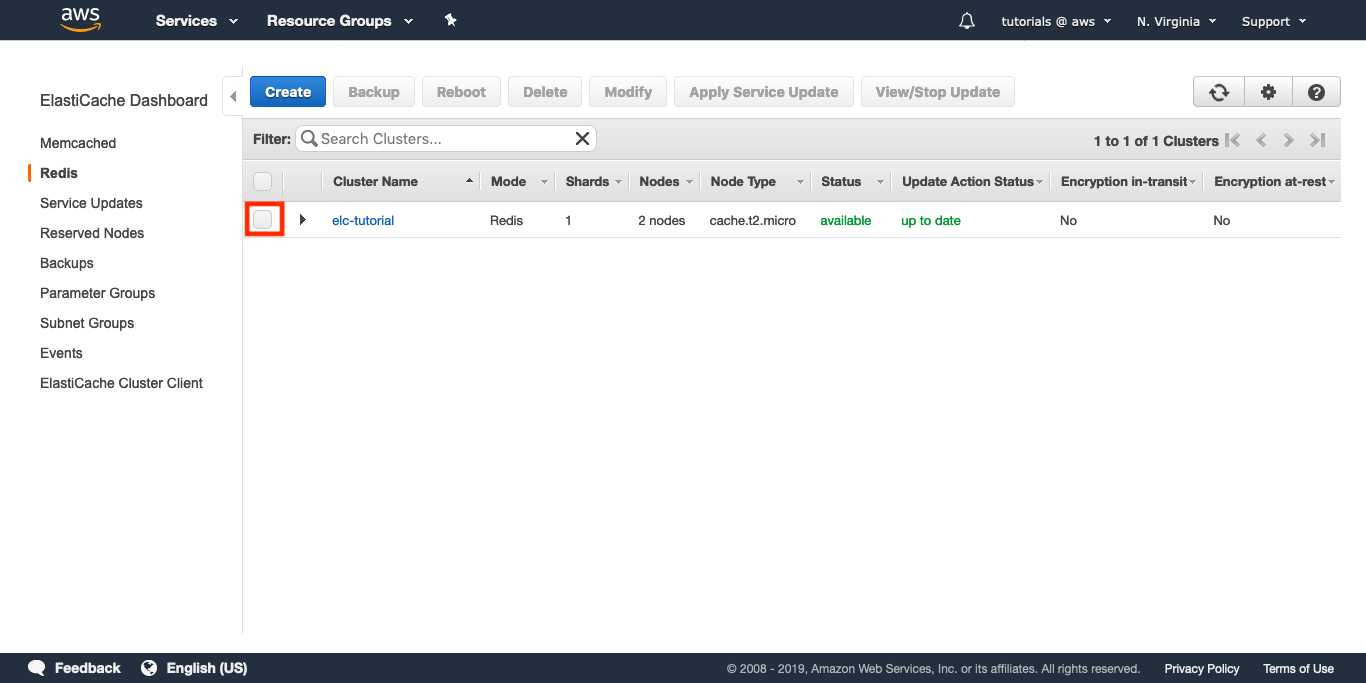 aws Services Resource Groups tutorials @ aws N. Virginia Support
ElastiCache Dashboard
Memcached
Redis
Service Updates
Reserved Nodes
Backups
Parameter Groups
Subnet Groups
Events
ElastiCache Cluster Client
Create Backup Reboot Delete Modify Apply Service Update View/Stop Update
Filter: Search Clusters... 1 to 1 of 1 Clusters
Cluster Name Mode Shards Nodes Node Type Status Update Action Status Encryption in-transit Encryption at-rest
elc-tutorial Redis 1 2 nodes cache.t2.micro available up to date No No
Feedback English (US) © 2008 - 2019, Amazon Web Services, Inc. or its affiliates. All rights reserved. Privacy Policy Terms of Use